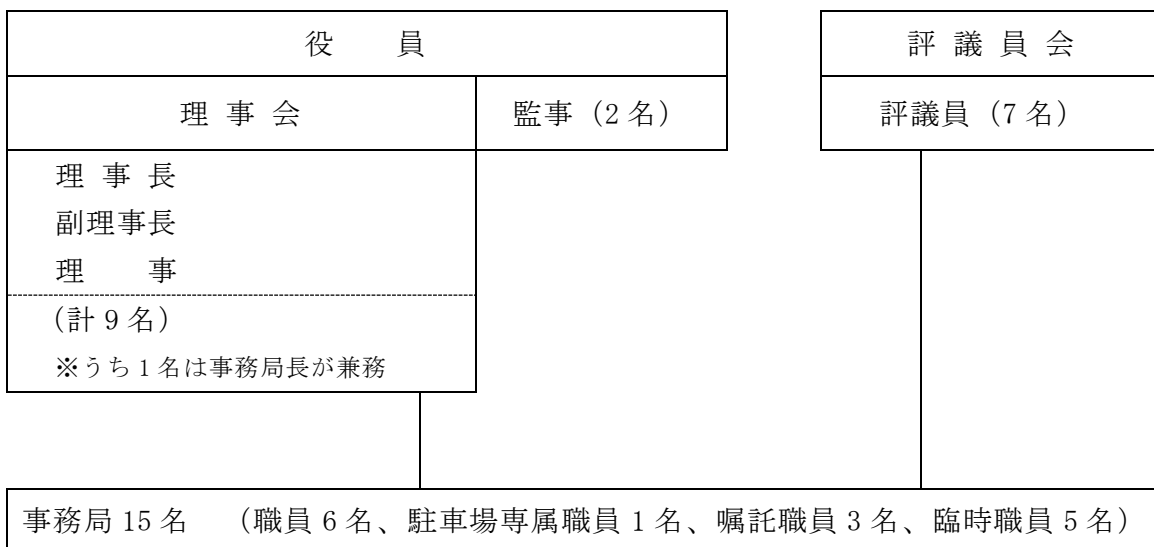 役　　員
理 事 会
監事（2 名）
理 事 長
副理事長
理　　事
(計 9 名)
※うち 1 名は事務局長が兼務
評 議 員 会
評議員（7 名）
事務局 15 名　（職員 6 名、駐車場専属職員 1 名、嘱託職員 3 名、臨時職員 5 名）